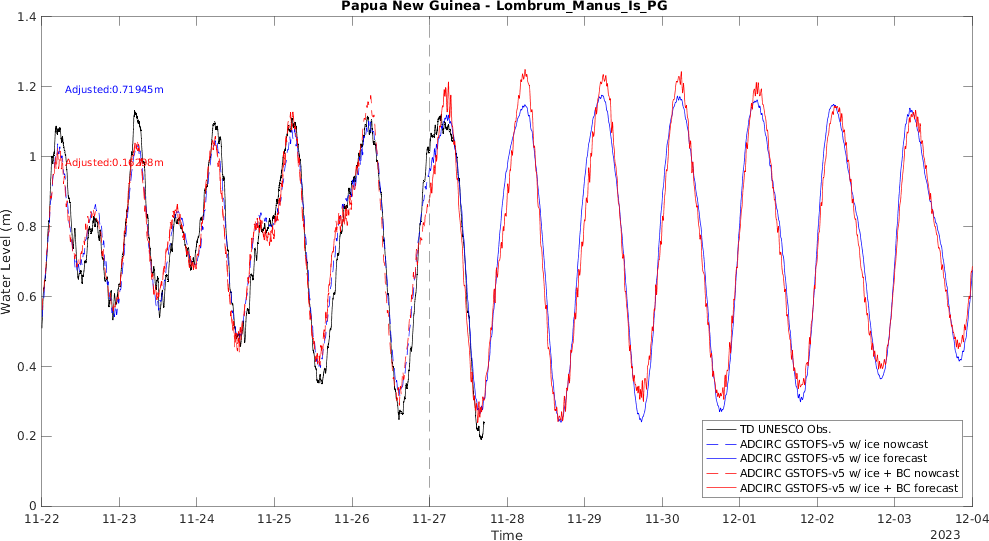 Papua New Guinea - Lombrum_Manus_Is_PG
1.4
1.2
1
0.8
0.6
0.4
0.2
0
Water Level (m)
Adjusted:0.71945m
Adjusted:0.16298m
TD UNESCO Obs.
ADCIRC GSTOFS-v5 w/ ice nowcast
ADCIRC GSTOFS-v5 w/ ice forecast
ADCIRC GSTOFS-v5 w/ ice + BC nowcast
ADCIRC GSTOFS-v5 w/ ice + BC forecast
11-22 11-23 11-24 11-25 11-26 11-27 11-28 11-29 11-30 12-01 12-02 12-03 12-04
Time
2023